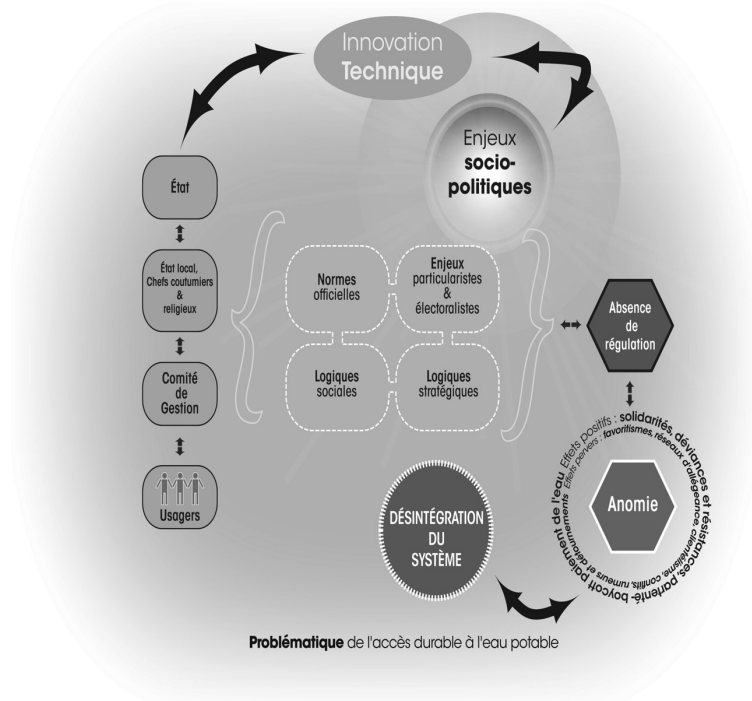 Innovation
Technique
Enjeux
socio-
politiques
État
État local,
Chefs coutumiers
&
religieux
Comité
de
Gestion
Usagers
Normes
officielles
Enjeux
particularistes
&
électoralistes
Logiques
sociales
Logiques
stratégiques
Absence
de
régulation
Effets positifs : solidarités, déviances et résistances, parenté- boycott paiement de l'eau
Effets pervers : favoritismes, réseaux d'allégeance, clientélisme, conflits, rumeurs et détournements
Anomie
DÉSINTÉGRATION
DU
SYSTÈME
Problématique de l'accès durable à l'eau potable